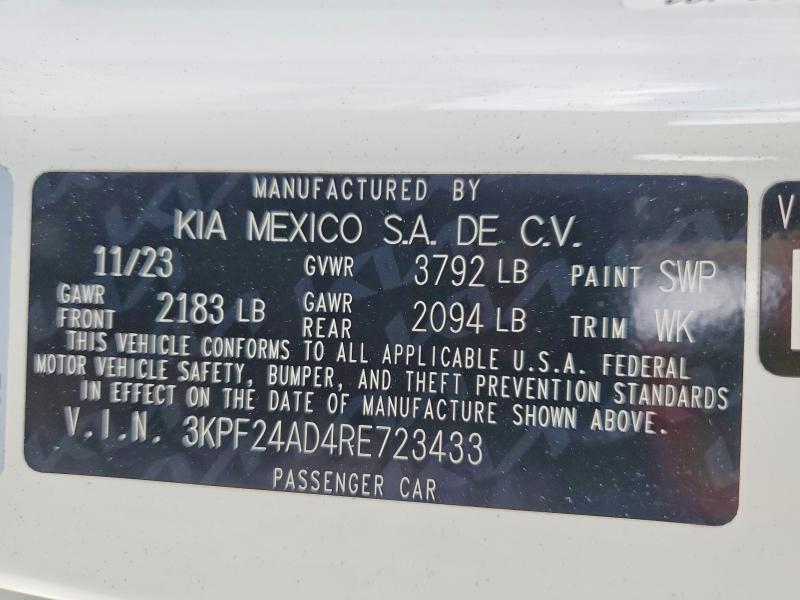 MANUFACTURED BY
KIA MEXICO S.A. DE C.V.
11/23 GVWR 3792 LB PAINT SWP
GAWR FRONT 2183 LB GAWR REAR 2094 LB TRIM WK
THIS VEHICLE CONFORMS TO ALL APPLICABLE U.S.A. FEDERAL
MOTOR VEHICLE SAFETY, BUMPER, AND THEFT PREVENTION STANDARDS
IN EFFECT ON THE DATE OF MANUFACTURE SHOWN ABOVE.
V.I.N. 3KPF24AD4RE723433
PASSENGER CAR